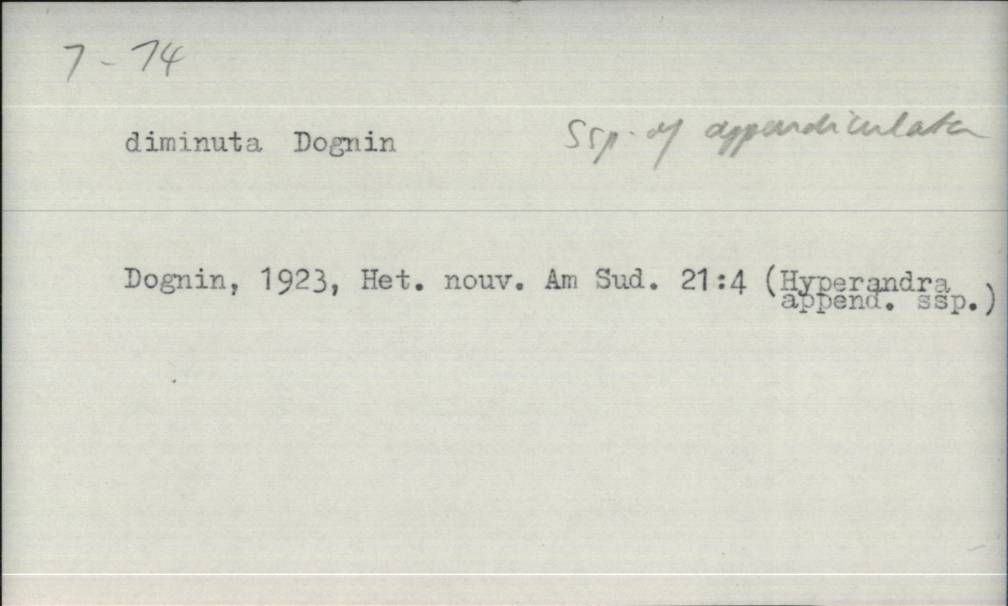 7-74
diminuta Dognin
Ssp. of appendiculata
Dognin, 1923, Het. nouv. Am Sud. 21:4 (Hyperandra
append. ssp.)